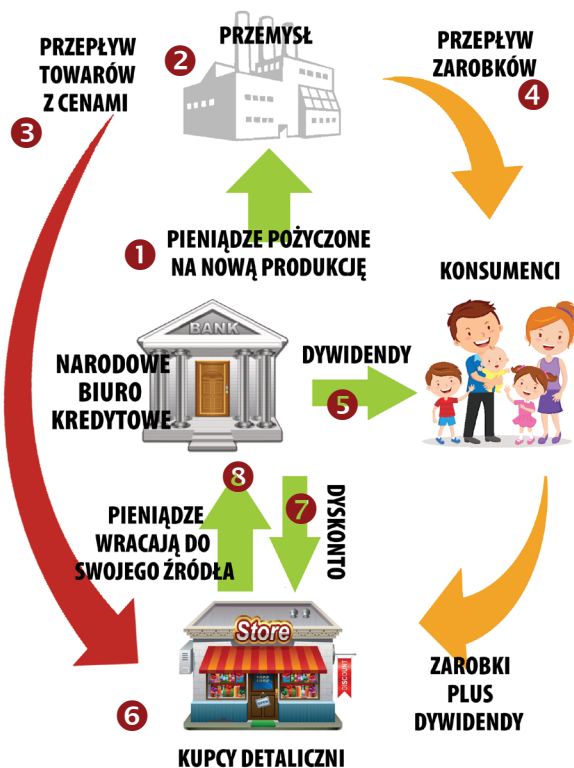 PRZEPŁYW
TOWARÓW
Z CENAMI
3
2
PRZEMYSŁ
PRZEPŁYW
ZAROBKÓW
4
1
PIENIĄDZE POŻYCZONE
NA NOWĄ PRODUKCJĘ
KONSUMENCI
BANK
NARODOWE
BIURO
KREDYTOWE
DYWIDENDY
5
8
7
DYSKONTO
PIENIĄDZE
WRACAJĄ DO
SWOJEGO ŹRÓDŁA
Store
DISCOUNT
OPEN
6
KUPCY DETALICZNI
ZAROBKI
PLUS
DYWIDENDY